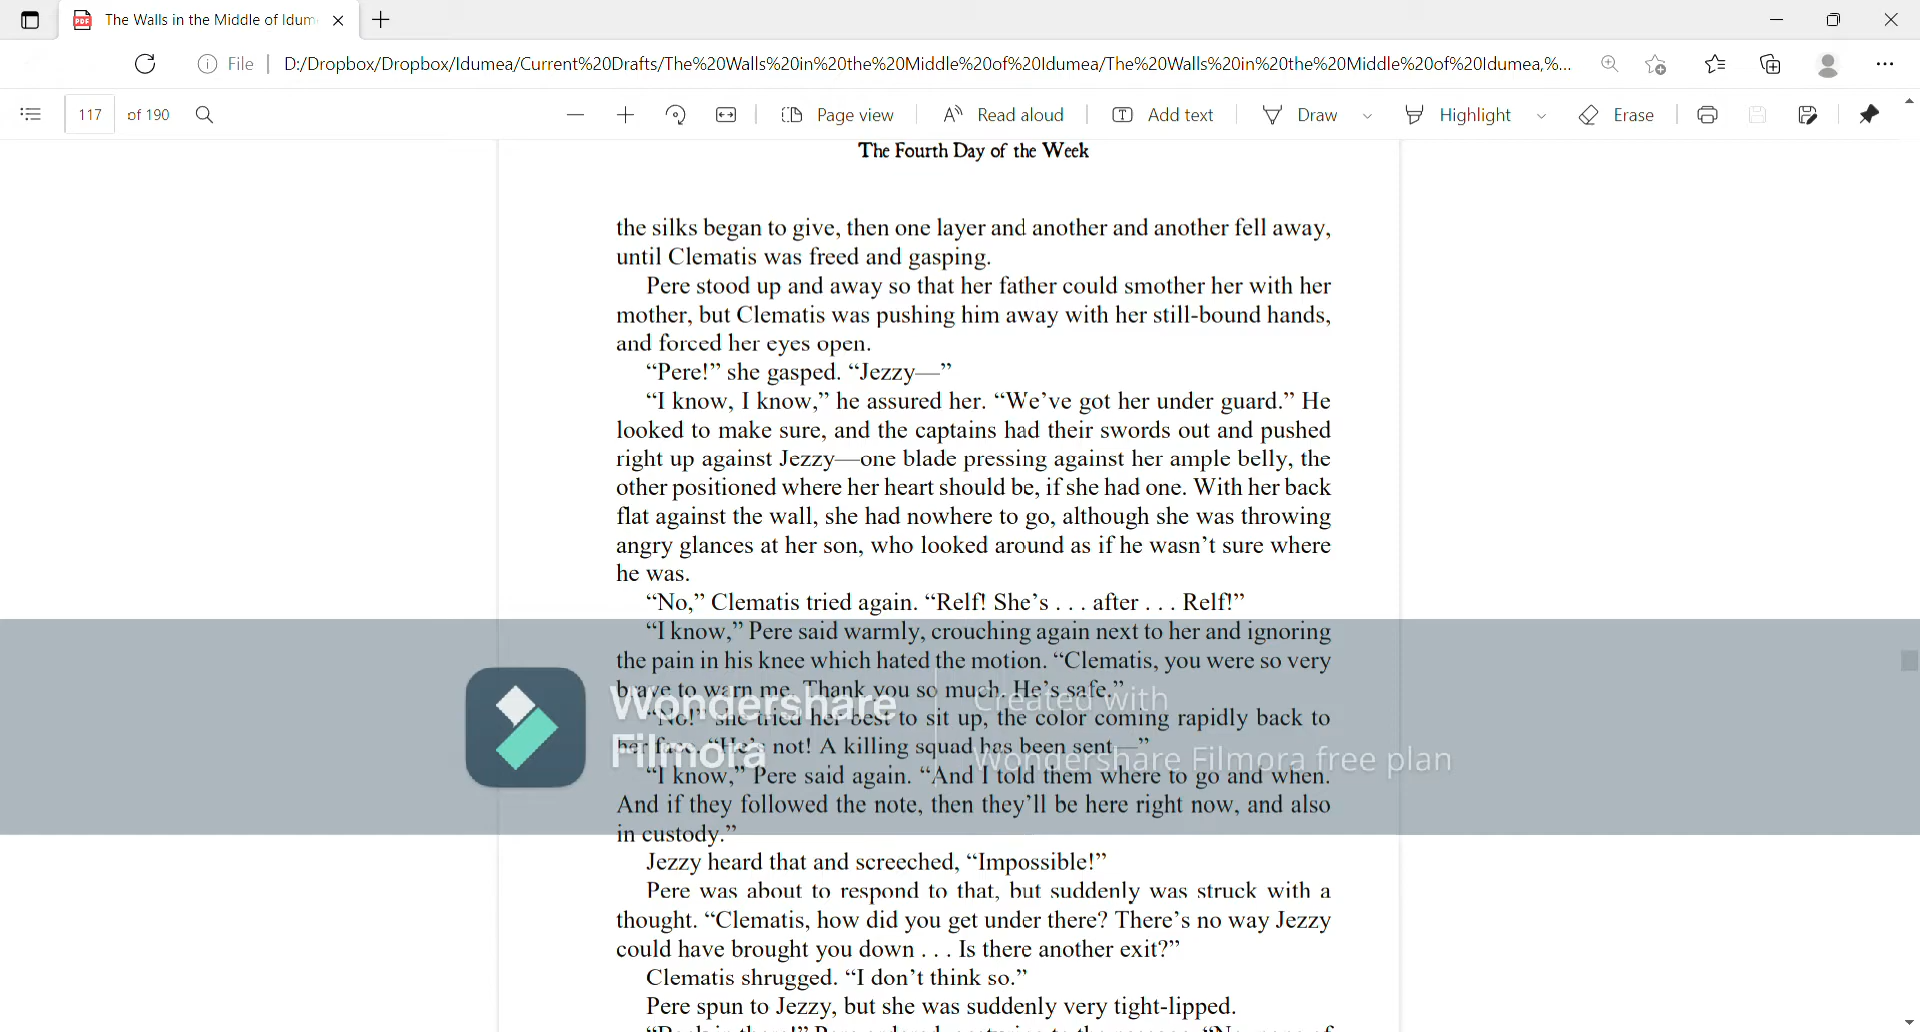 The Walls in the Middle of Idum
File
D:/Dropbox/Dropbox/Idumea/Current%20Drafts/The%20Walls%20in%20the%20Middle%20of%20Idumea/The%20Walls%20in%20the%20Middle%20of%20Idumea,%...
117 of 190 Page view Read aloud Add text Draw Highlight Erase
The Fourth Day of the Week
the silks began to give, then one layer and another and another fell away,
until Clematis was freed and gasping.
Pere stood up and away so that her father could smother her with her
mother, but Clematis was pushing him away with her still-bound hands,
and forced her eyes open.
“Pere!” she gasped. “Jezzy—”
“I know, I know,” he assured her. “We’ve got her under guard.” He
looked to make sure, and the captains had their swords out and pushed
right up against Jezzy—one blade pressing against her ample belly, the
other positioned where her heart should be, if she had one. With her back
flat against the wall, she had nowhere to go, although she was throwing
angry glances at her son, who looked around as if he wasn’t sure where
he was.
“No,” Clematis tried again. “Relf! She’s . . . after . . . Relf!”
“I know,” Pere said warmly, crouching again next to her and ignoring
the pain in his knee which hated the motion. “Clematis, you were so very
brave to warn me. Thank you so much. He’s safe.”
“No!” she tried her best to sit up, the color coming rapidly back to
her face. “He’s not! A killing squad has been sent—”
“I know,” Pere said again. “And I told them where to go and when.
And if they followed the note, then they’ll be here right now, and also
in custody.”
Jezzy heard that and screeched, “Impossible!”
Pere was about to respond to that, but suddenly was struck with a
thought. “Clematis, how did you get under there? There’s no way Jezzy
could have brought you down . . . Is there another exit?”
Clematis shrugged. “I don’t think so.”
Pere spun to Jezzy, but she was suddenly very tight-lipped.
Wondershare
Filmora
Created with
Wondershare Filmora free plan